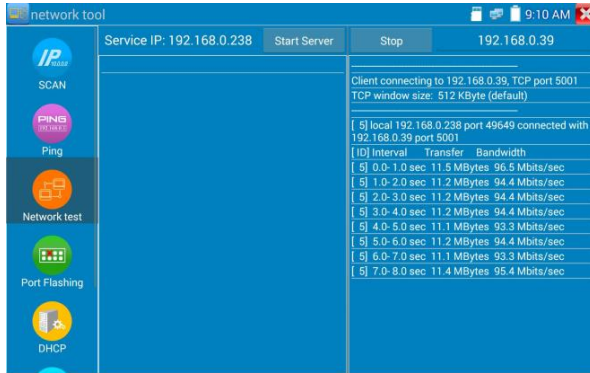 network tool
9:10 AM
Service IP: 192.168.0.238
Start Server
Stop
192.168.0.39
IP
SCAN
PING
Ping
Network test
Port Flashing
DHCP
Client connecting to 192.168.0.39, TCP port 5001
TCP window size: 512 KByte (default)
[ 5] local 192.168.0.238 port 49649 connected with
192.168.0.39 port 5001
[ ID] Interval Transfer Bandwidth
[ 5] 0.0- 1.0 sec 11.5 MBytes 96.5 Mbits/sec
[ 5] 1.0- 2.0 sec 11.2 MBytes 94.4 Mbits/sec
[ 5] 2.0- 3.0 sec 11.2 MBytes 94.4 Mbits/sec
[ 5] 3.0- 4.0 sec 11.2 MBytes 94.4 Mbits/sec
[ 5] 4.0- 5.0 sec 11.1 MBytes 93.3 Mbits/sec
[ 5] 5.0- 6.0 sec 11.2 MBytes 94.4 Mbits/sec
[ 5] 6.0- 7.0 sec 11.1 MBytes 93.3 Mbits/sec
[ 5] 7.0- 8.0 sec 11.4 MBytes 95.4 Mbits/sec